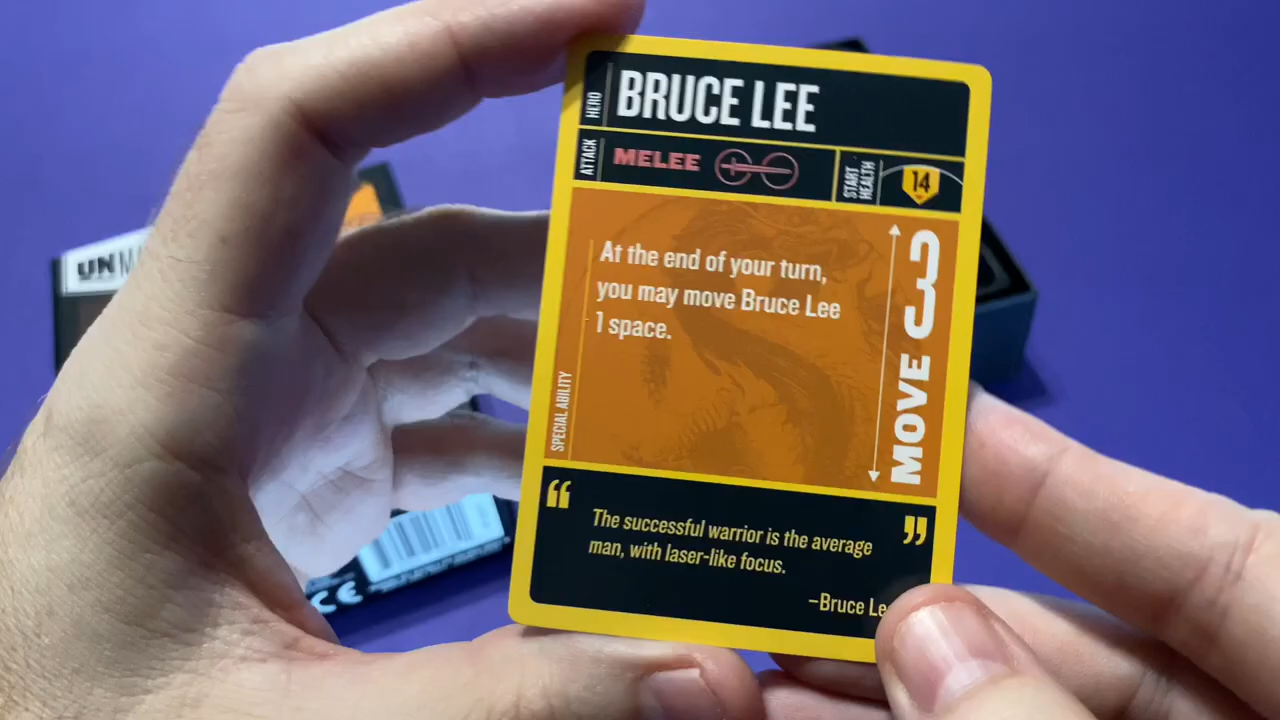 HERO
BRUCE LEE
ATTACK
MELEE
START
HEALTH
14
At the end of your turn,
you may move Bruce Lee
1 space.
SPECIAL ABILITY
MOVE 3
“
The successful warrior is the average
man, with laser-like focus.
”
–Bruce Le
UNM
CE